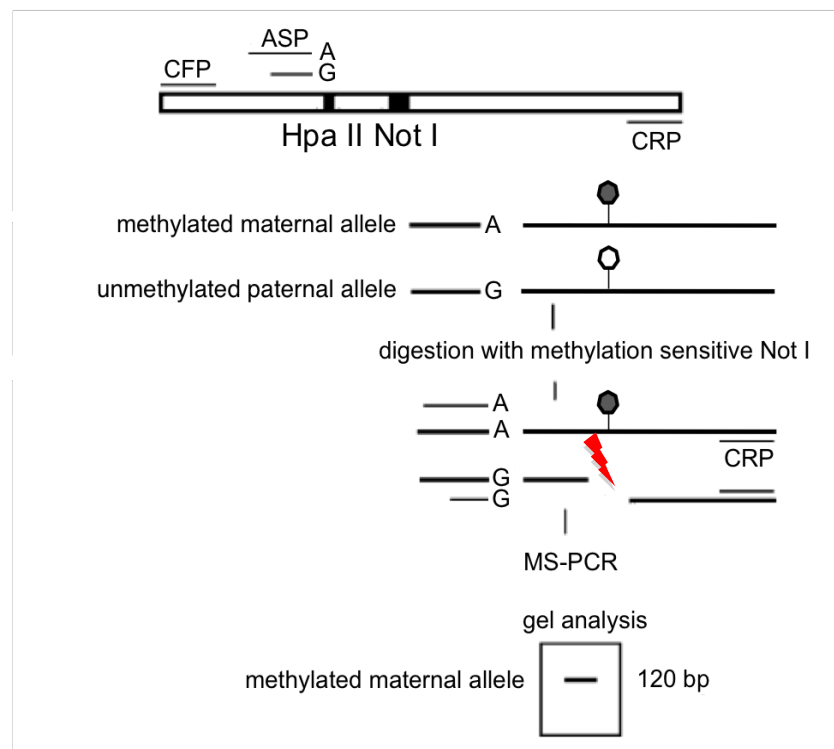 ASP A
CFP G
Hpa II Not I
CRP
methylated maternal allele A
unmethylated paternal allele G
digestion with methylation sensitive Not I
A
A
CRP
G
G
MS-PCR
gel analysis
methylated maternal allele 120 bp